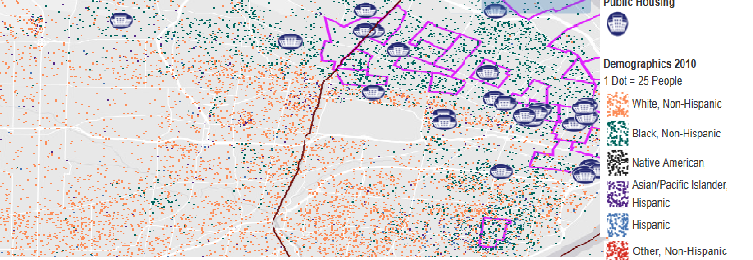 Public Housing
Demographics 2010
1 Dot = 25 People
White, Non-Hispanic
Black, Non-Hispanic
Native American
Asian/Pacific Islander,
Hispanic
Hispanic
Other, Non-Hispanic